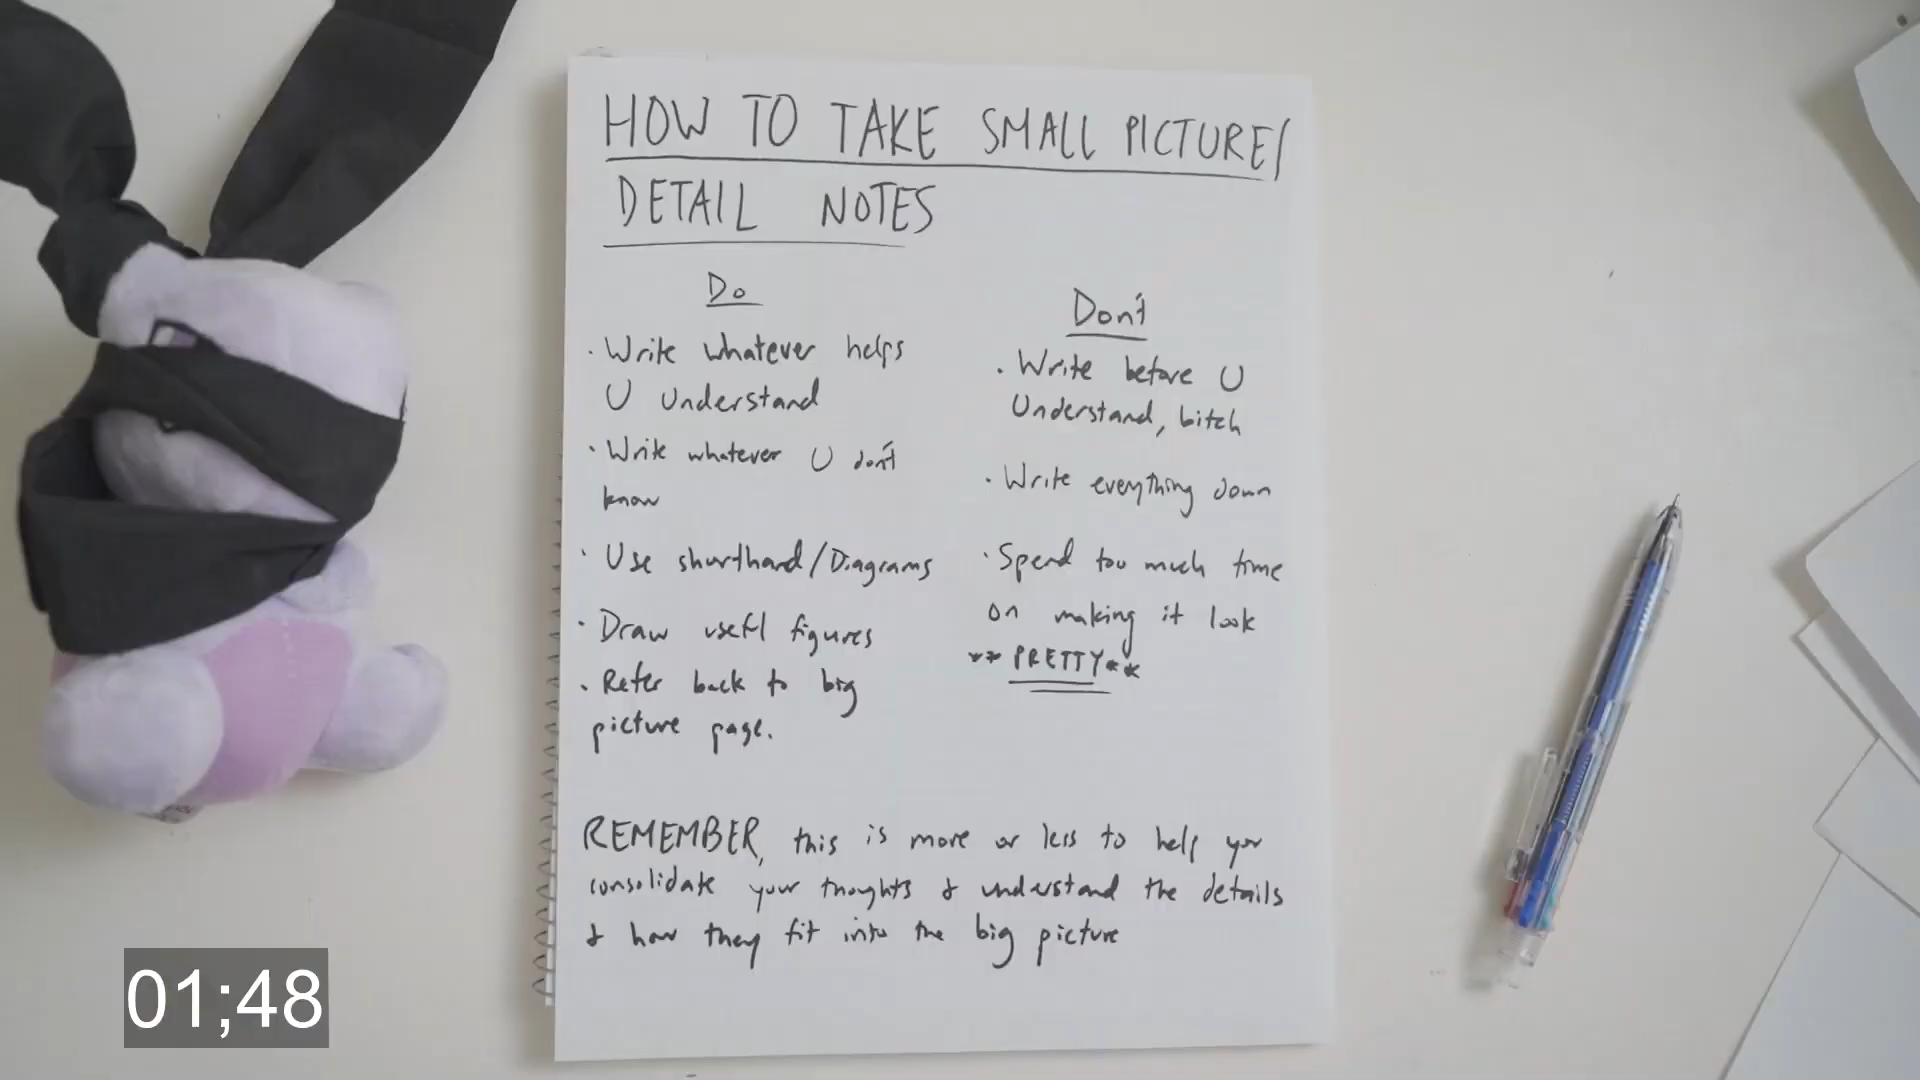 HOW TO TAKE SMALL PICTURE/
DETAIL NOTES
Do
· Write whatever helps
U understand
· Write whatever U don't
know
· Use shorthand/Diagrams
· Draw usefl figures
· Refer back to big
picture page.
Don't
· Write before U
Understand, bitch
· Write everything down
· Spend too much time
on making it look
** PRETTY**
REMEMBER, this is more or less to help you
consolidate your thoughts & understand the details
& how they fit into the big picture
01;48